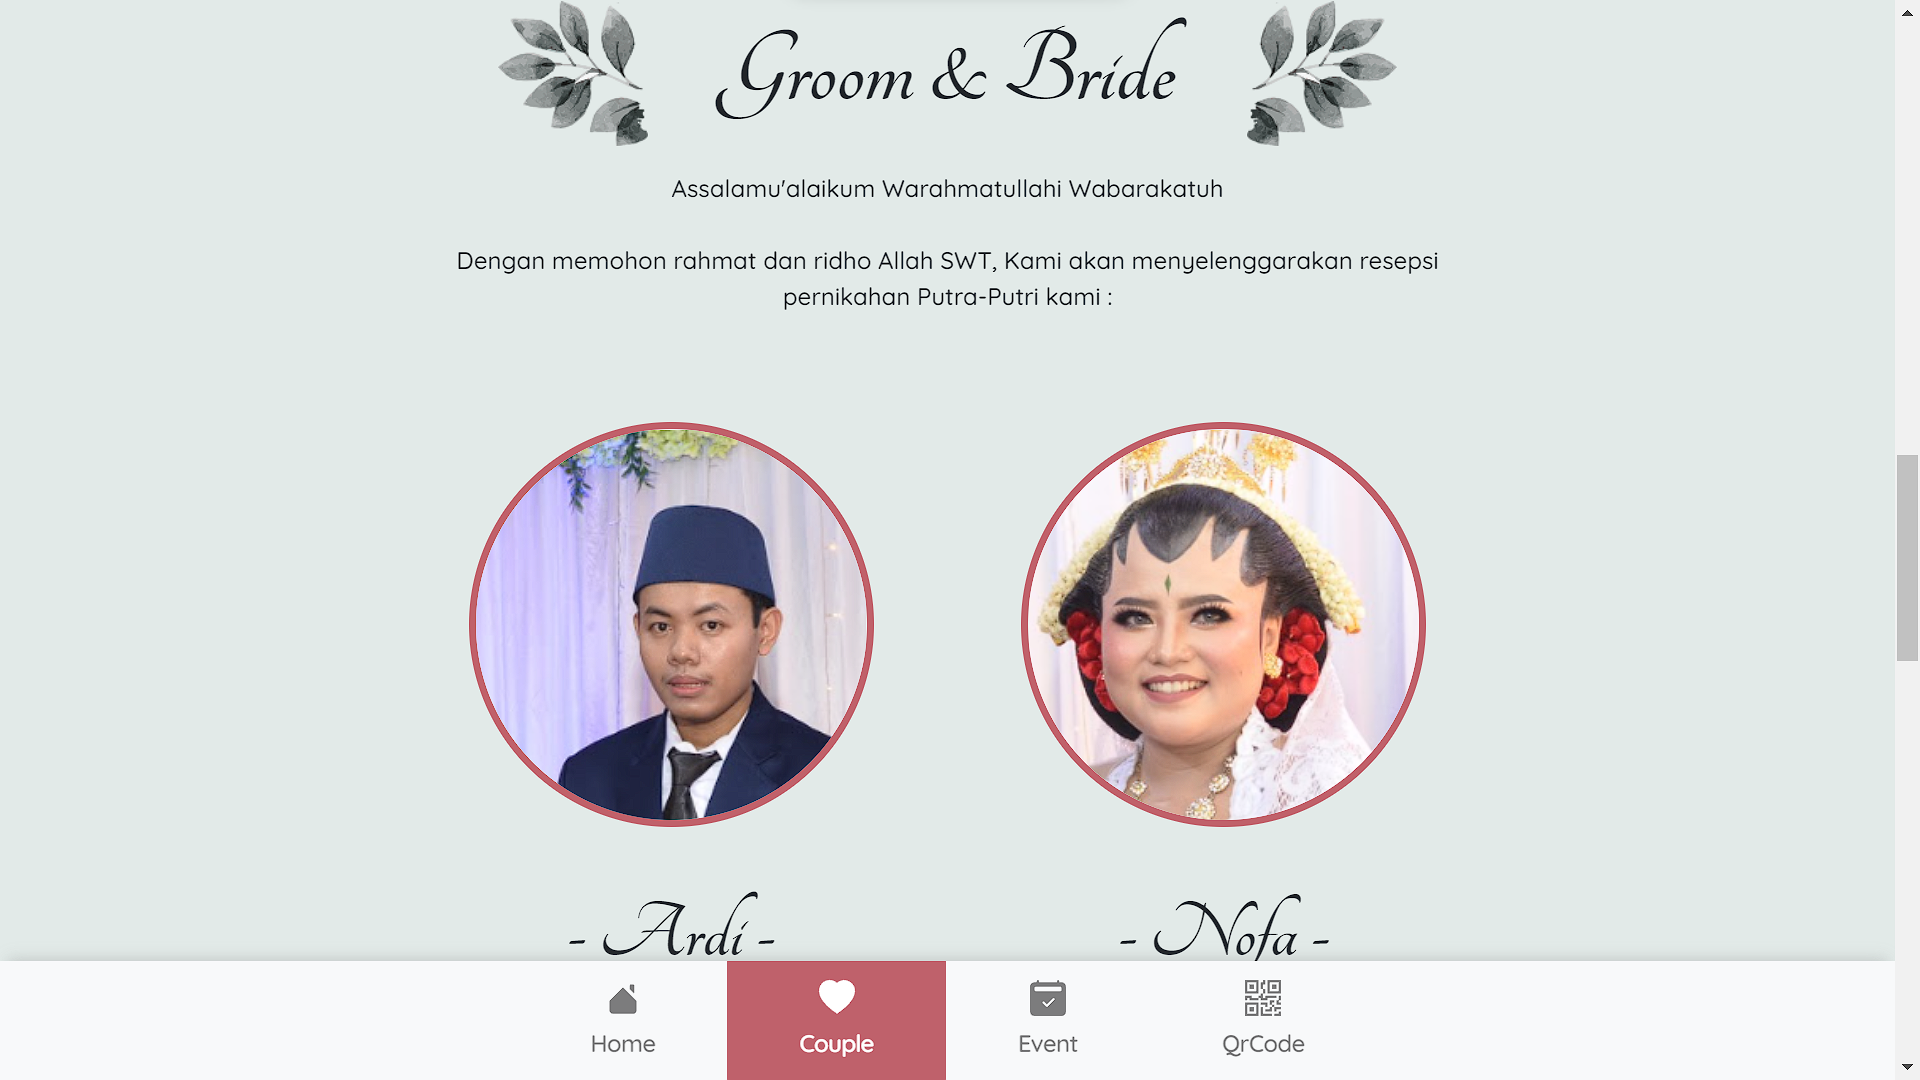 Groom & Bride
Assalamu'alaikum Warahmatullahi Wabarakatuh
Dengan memohon rahmat dan ridho Allah SWT, Kami akan menyelenggarakan resepsi
pernikahan Putra-Putri kami :
- Ardi -
- Nofa -
Home
Couple
Event
QrCode